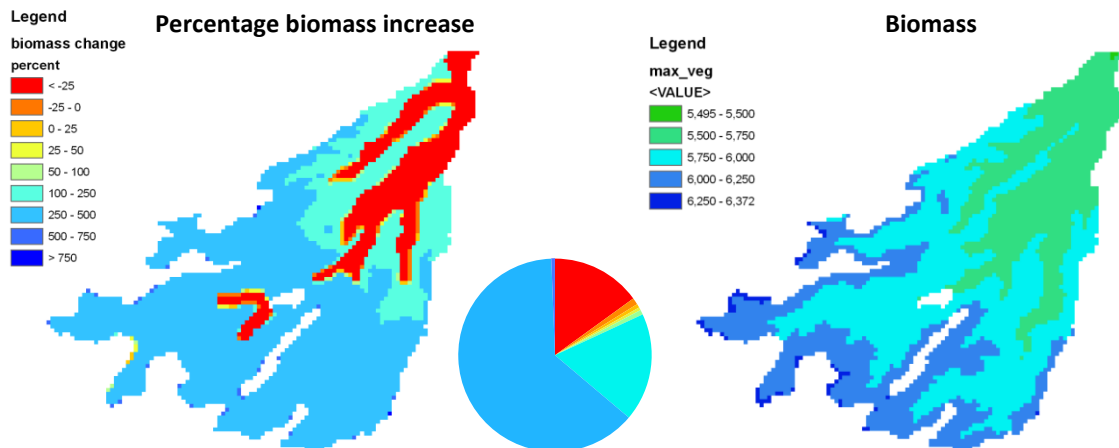 Legend
Percentage biomass increase
biomass change
percent
< -25
-25 - 0
0 - 25
25 - 50
50 - 100
100 - 250
250 - 500
500 - 750
> 750
Biomass
Legend
max_veg
<VALUE>
5,495 - 5,500
5,500 - 5,750
5,750 - 6,000
6,000 - 6,250
6,250 - 6,372